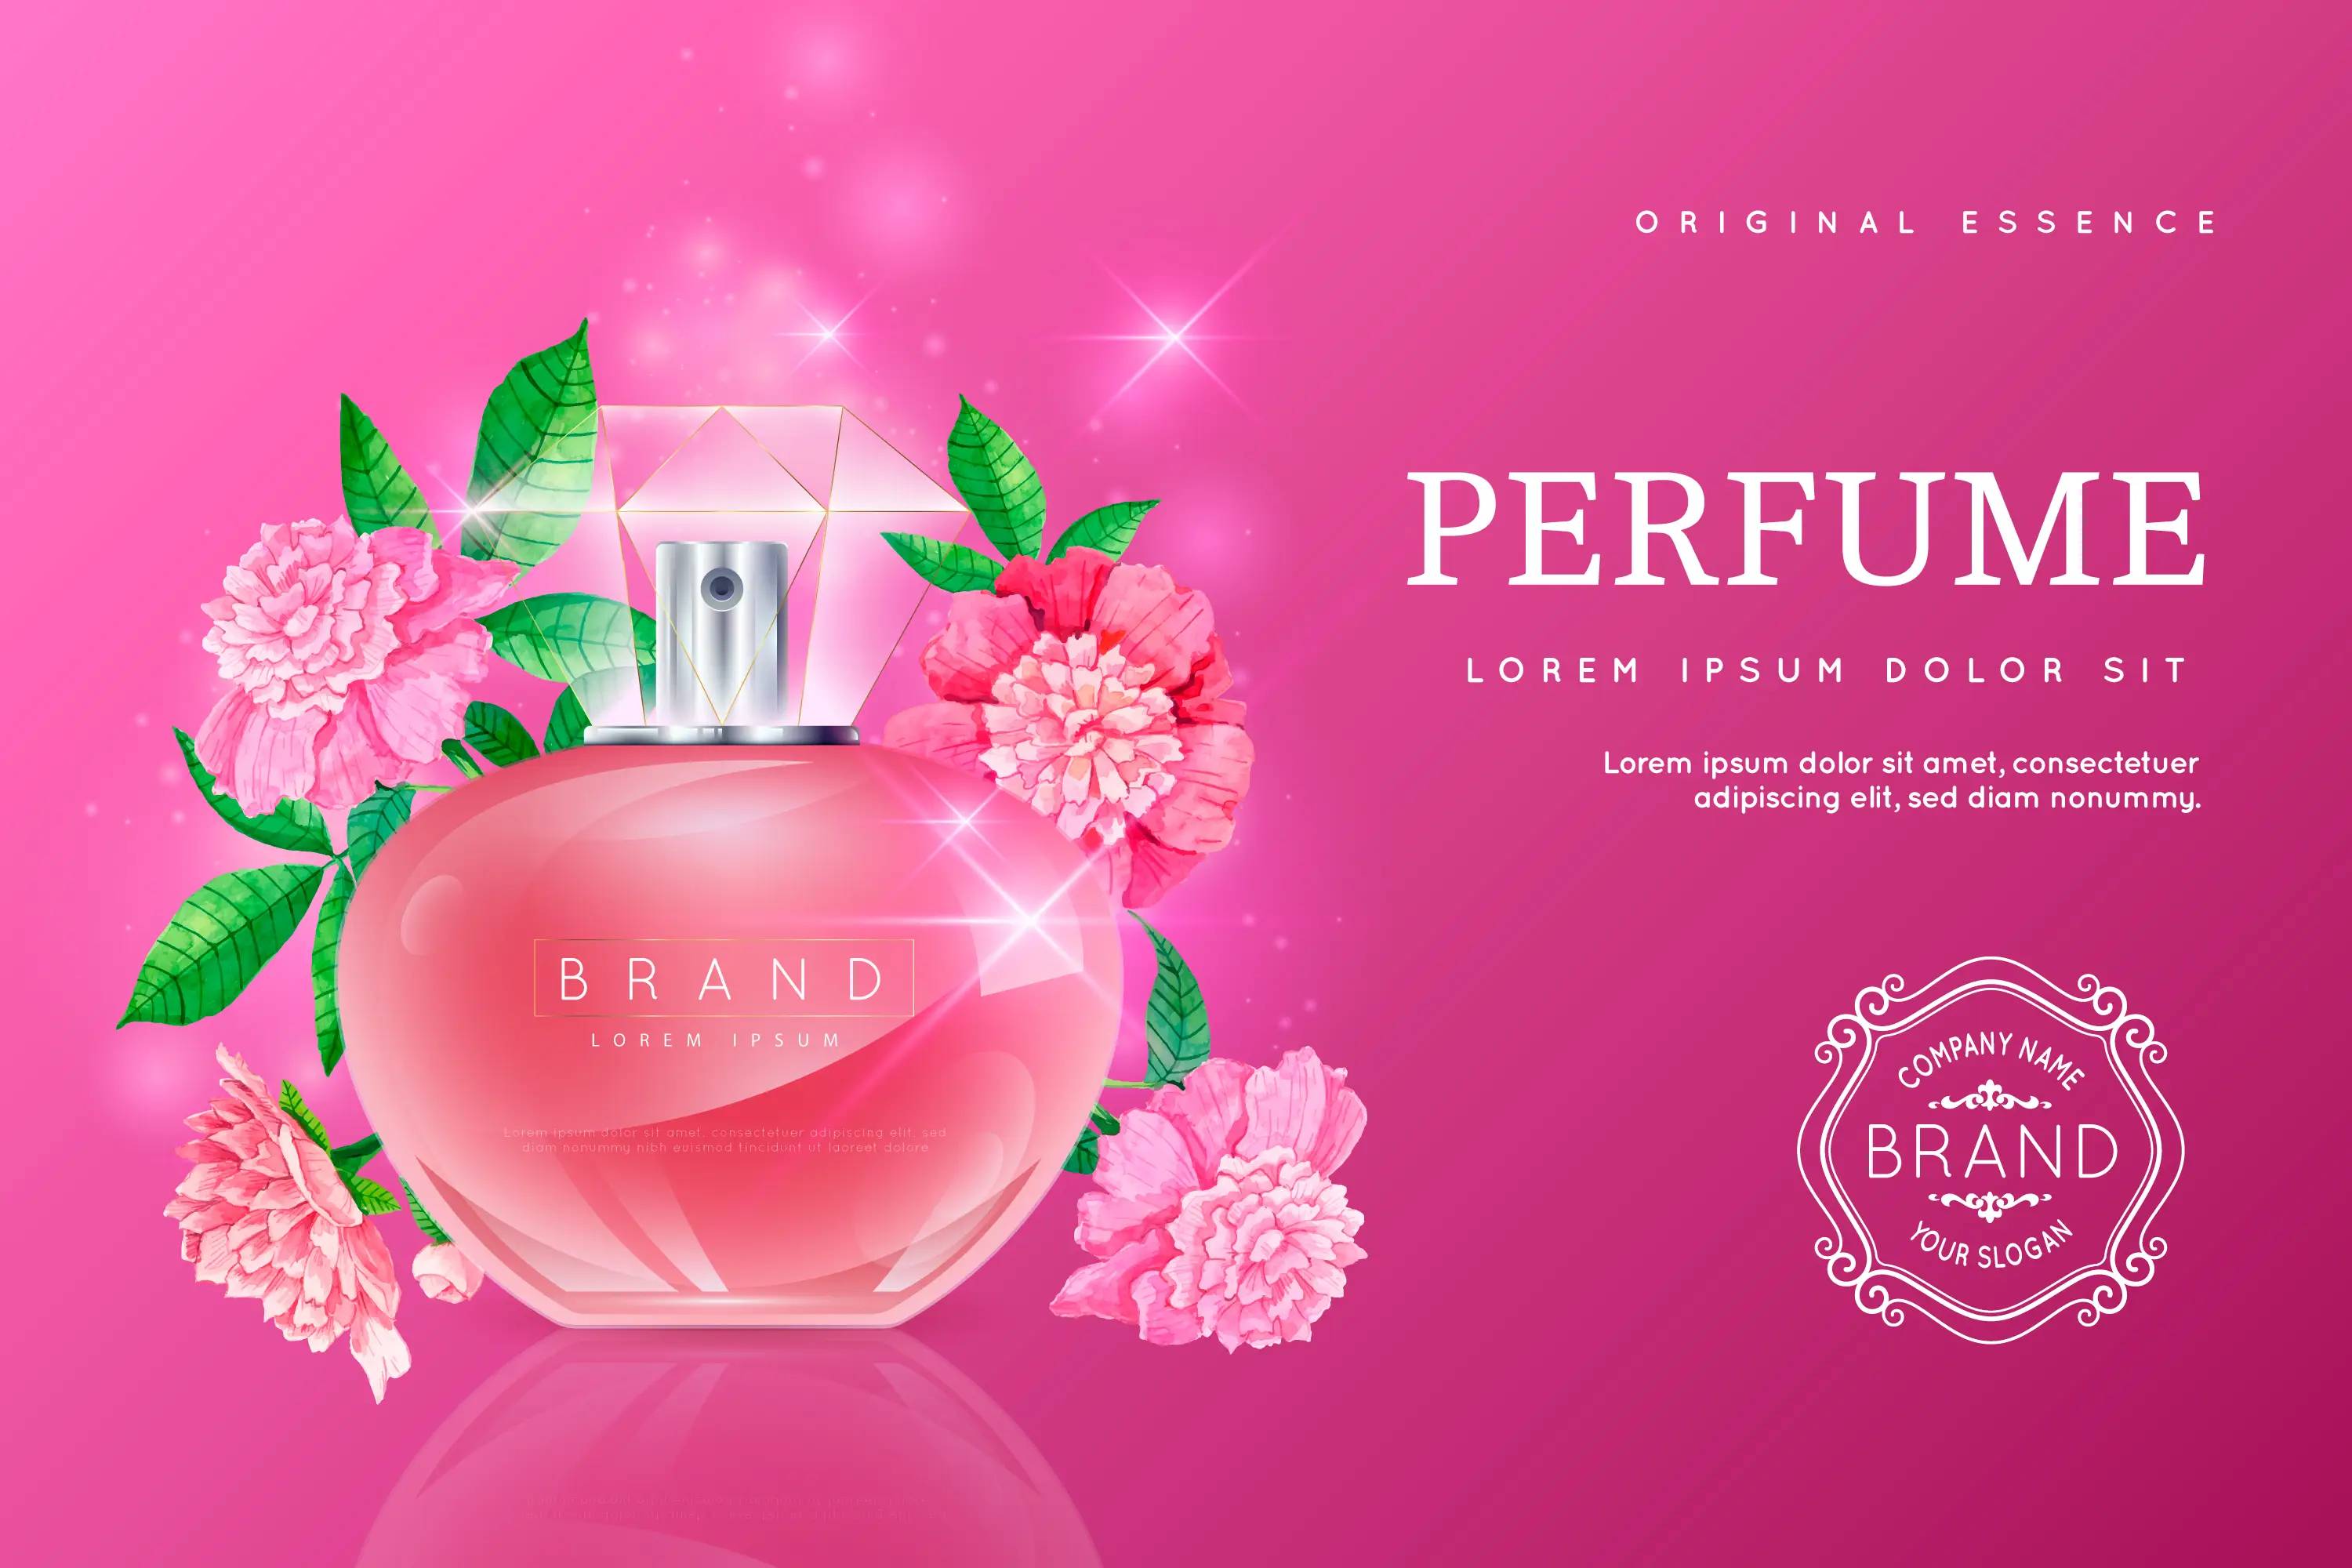 ORIGINAL ESSENCE
PERFUME
LOREM IPSUM DOLOR SIT
Lorem ipsum dolor sit amet, consectetuer
adipiscing elit, sed diam nonummy.
BRAND
LOREM IPSUM
Lorem ipsum dolor sit amet, consectetuer adipiscing elit, sed
diam nonummy nibh euismod tincidunt ut laoreet dolore
COMPANY NAME
BRAND
YOUR SLOGAN